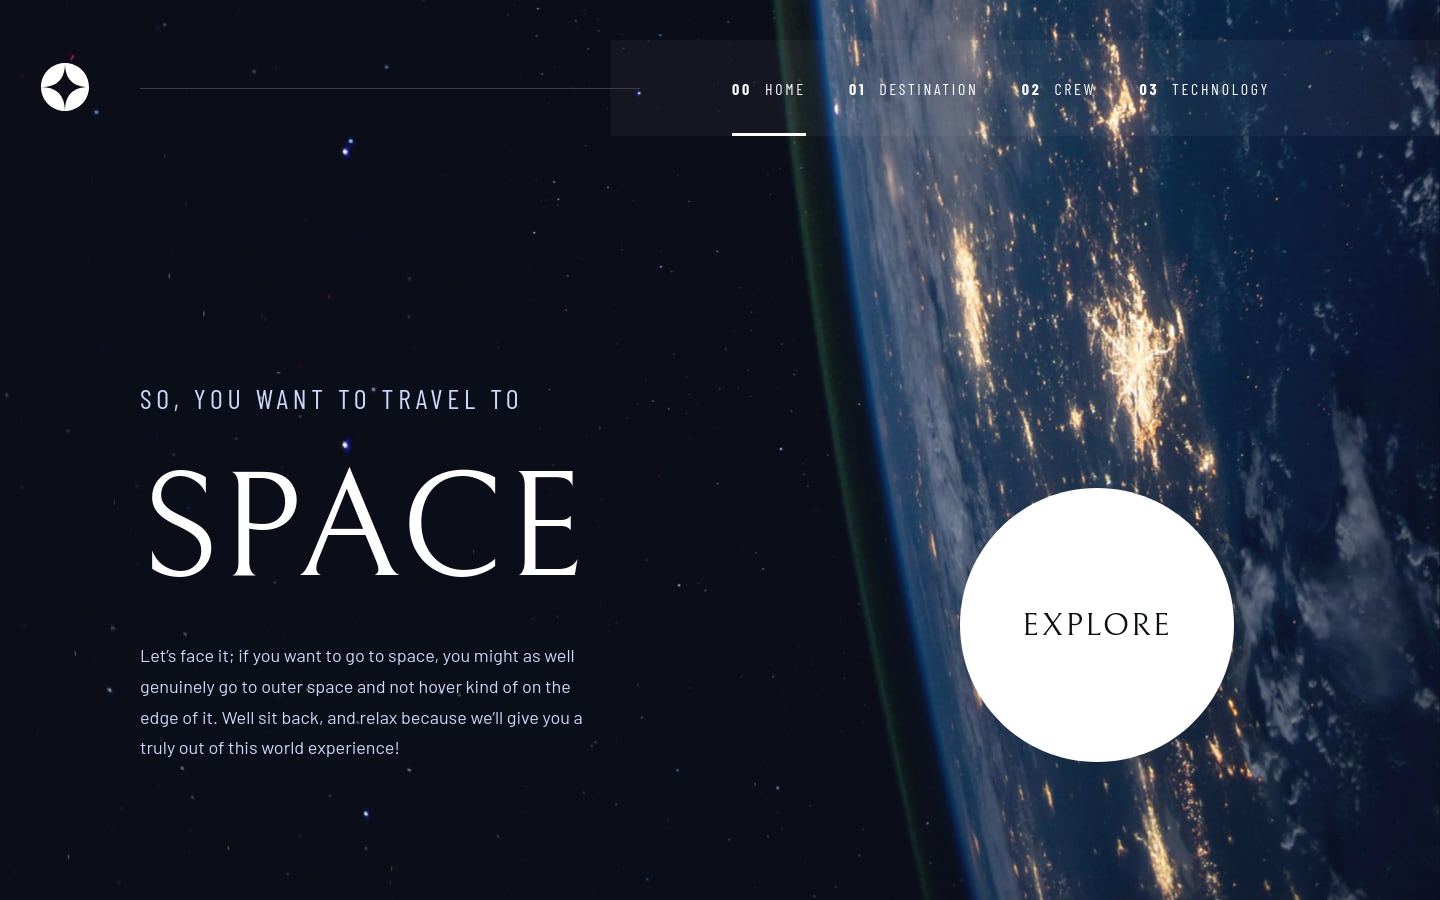 00 HOME 01 DESTINATION 02 CREW 03 TECHNOLOGY
SO, YOU WANT TO TRAVEL TO
SPACE
Let’s face it; if you want to go to space, you might as well
genuinely go to outer space and not hover kind of on the
edge of it. Well sit back, and relax because we’ll give you a
truly out of this world experience!
EXPLORE